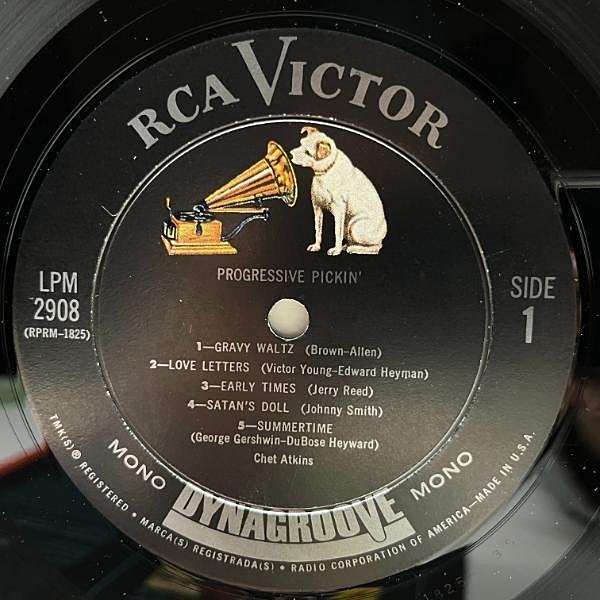 RCA VICTOR
PROGRESSIVE PICKIN'
LPM
2908
(RPRM-1825)
SIDE
1
1—GRAVY WALTZ (Brown-Allen)
2—LOVE LETTERS (Victor Young-Edward Heyman)
3—EARLY TIMES (Jerry Reed)
4—SATAN'S DOLL (Johnny Smith)
5—SUMMERTIME
(George Gershwin-DuBose Heyward)
Chet Atkins
MONO DYNAGROOVE MONO
TMK(S) ® REGISTERED • MARCA(S) REGISTRADA(S) • RADIO CORPORATION OF AMERICA—MADE IN U.S.A.